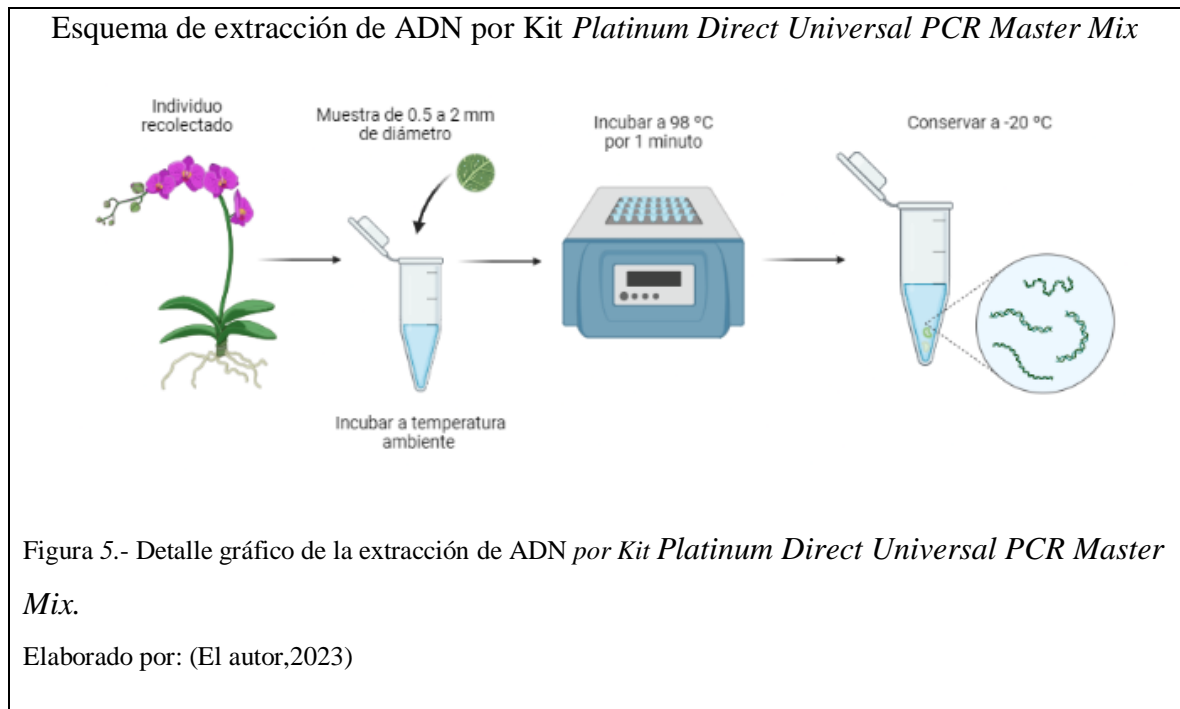 Esquema de extracción de ADN por Kit Platinum Direct Universal PCR Master Mix
Individuo
recolectado
Muestra de 0.5 a 2 mm
de diámetro
Incubar a temperatura
ambiente
Incubar a 98 ºC
por 1 minuto
Conservar a -20 ºC
Figura 5.- Detalle gráfico de la extracción de ADN por Kit Platinum Direct Universal PCR Master
Mix.
Elaborado por: (El autor,2023)